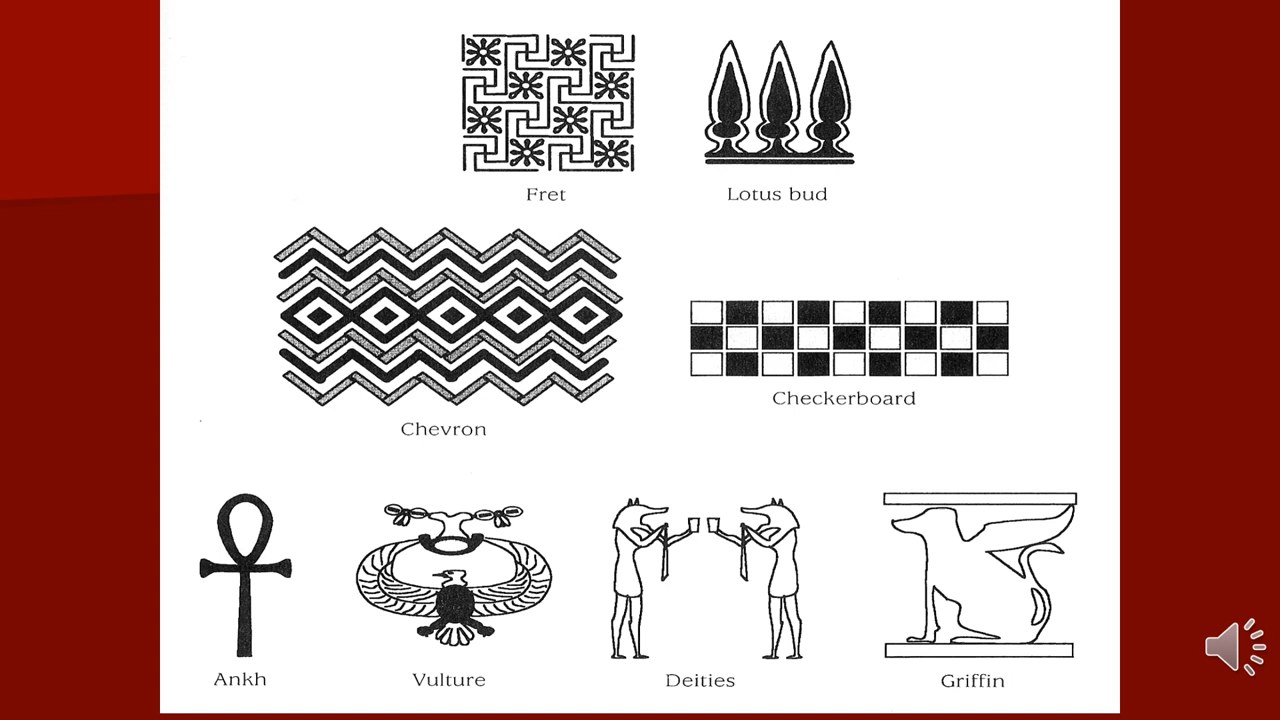 Fret
Lotus bud
Chevron
Checkerboard
Ankh
Vulture
Deities
Griffin